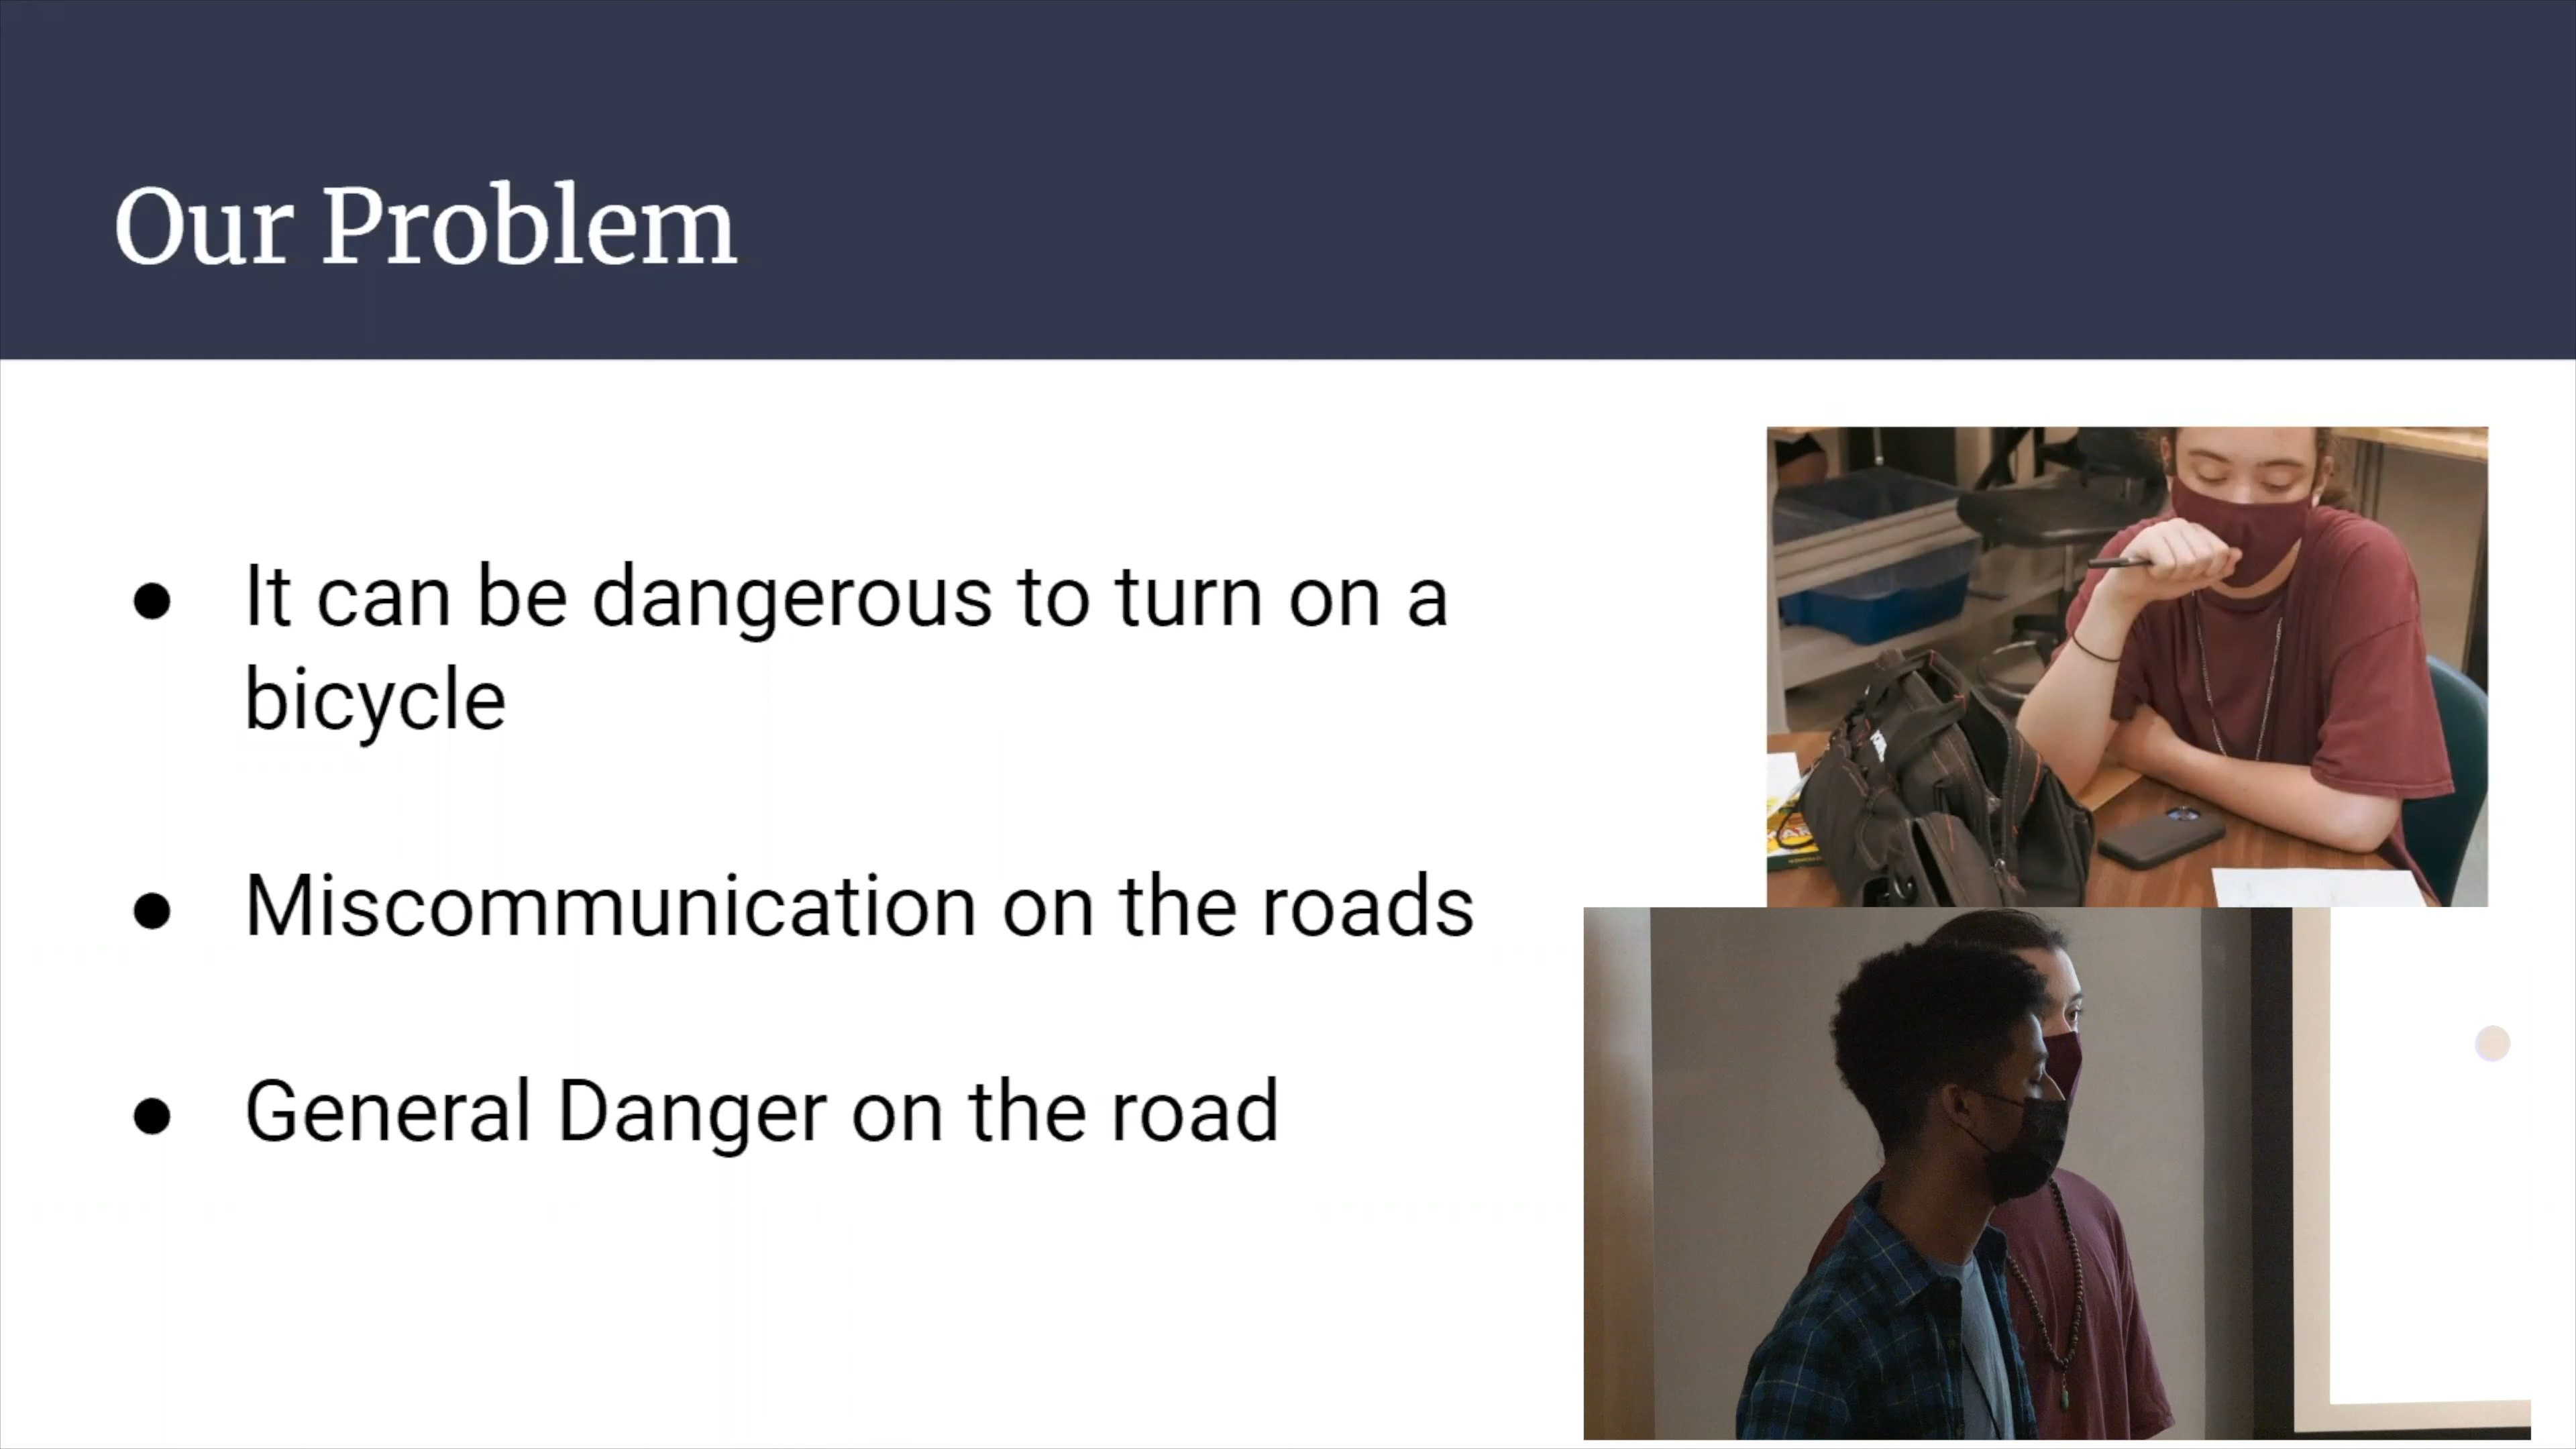 Our Problem
● It can be dangerous to turn on a
bicycle
● Miscommunication on the roads
● General Danger on the road